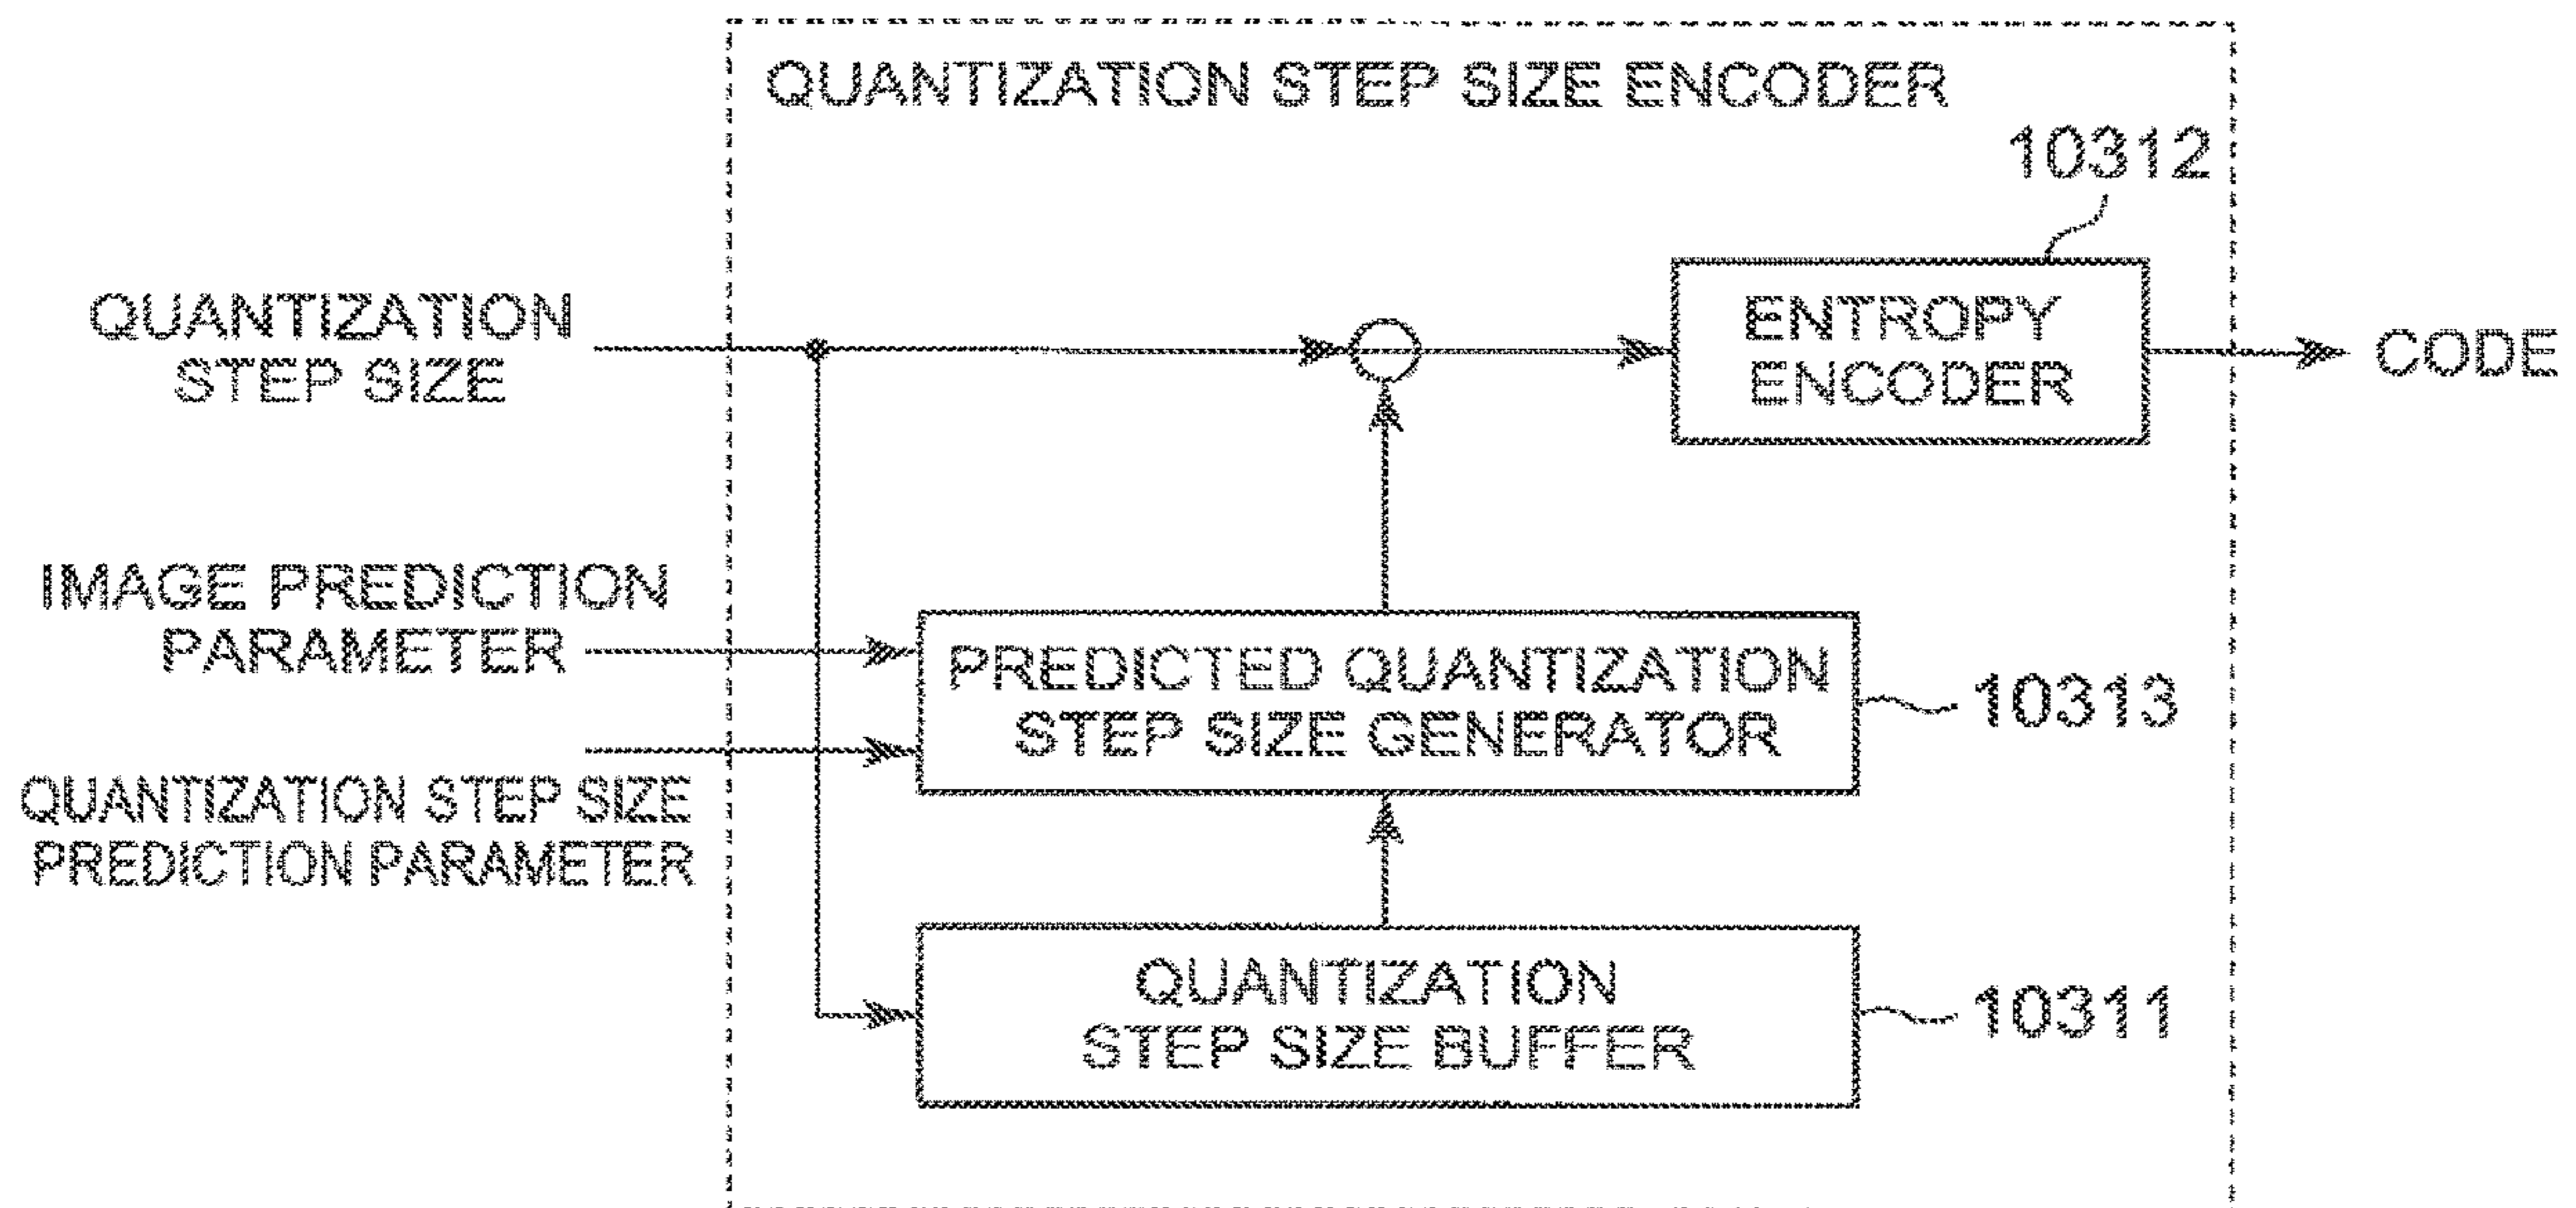 QUANTIZATION STEP SIZE ENCODER
10312
QUANTIZATION
STEP SIZE
ENTROPY
ENCODER
CODE
IMAGE PREDICTION
PARAMETER
PREDICTED QUANTIZATION
STEP SIZE GENERATOR
10313
QUANTIZATION STEP SIZE
PREDICTION PARAMETER
QUANTIZATION
STEP SIZE BUFFER
10311